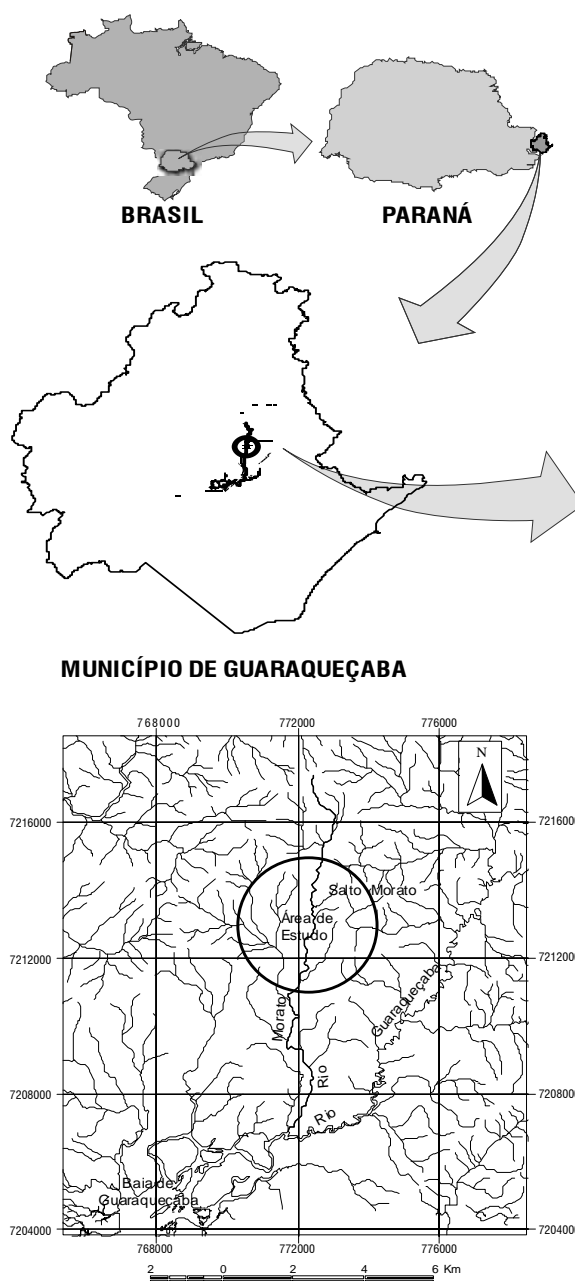 BRASIL
PARANÁ
MUNICÍPIO DE GUARAQUEÇABA
768000
772000
776000
N
7216000
7216000
Salto Morato
Área de
Estudo
7212000
7212000
Guaraqueçaba
Morato
Rio
7208000
7208000
Rio
Baia de
Guaraqueçaba
7204000
7204000
768000
772000
776000
2 0 2 4 6 Km